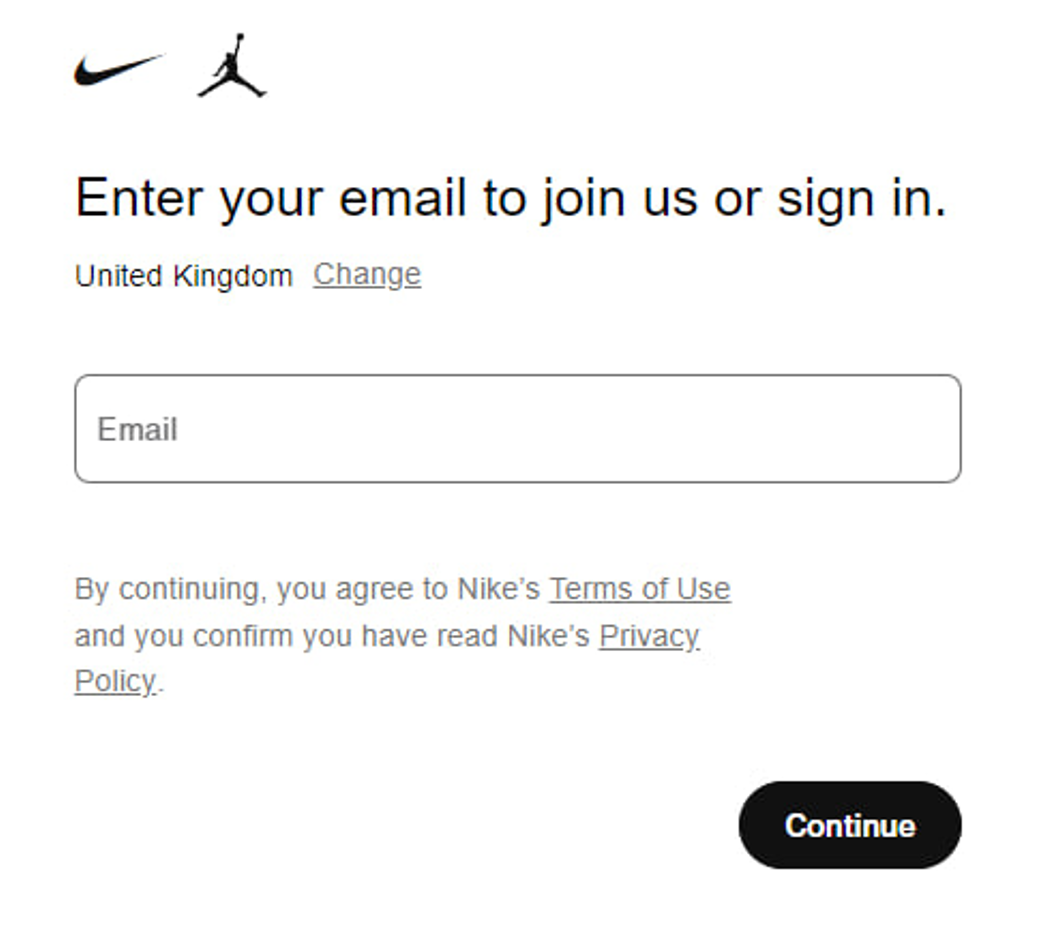 Enter your email to join us or sign in.
United Kingdom Change
Email
By continuing, you agree to Nike’s Terms of Use
and you confirm you have read Nike’s Privacy
Policy.
Continue